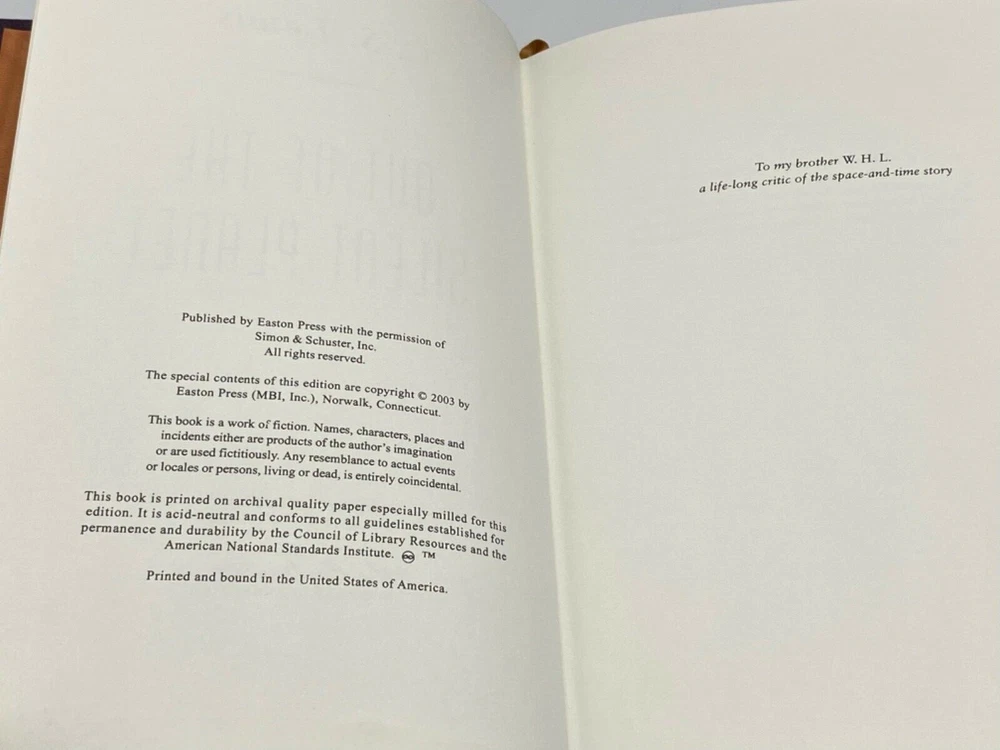 Published by Easton Press with the permission of
Simon & Schuster, Inc.
All rights reserved.
The special contents of this edition are copyright © 2003 by
Easton Press (MBI, Inc.), Norwalk, Connecticut.
This book is a work of fiction. Names, characters, places and
incidents either are products of the author's imagination
or are used fictitiously. Any resemblance to actual events
or locales or persons, living or dead, is entirely coincidental.
This book is printed on archival quality paper especially milled for this
edition. It is acid-neutral and conforms to all guidelines established for
permanence and durability by the Council of Library Resources and the
American National Standards Institute. ♾ ™
Printed and bound in the United States of America.
To my brother W. H. L.
a life-long critic of the space-and-time story